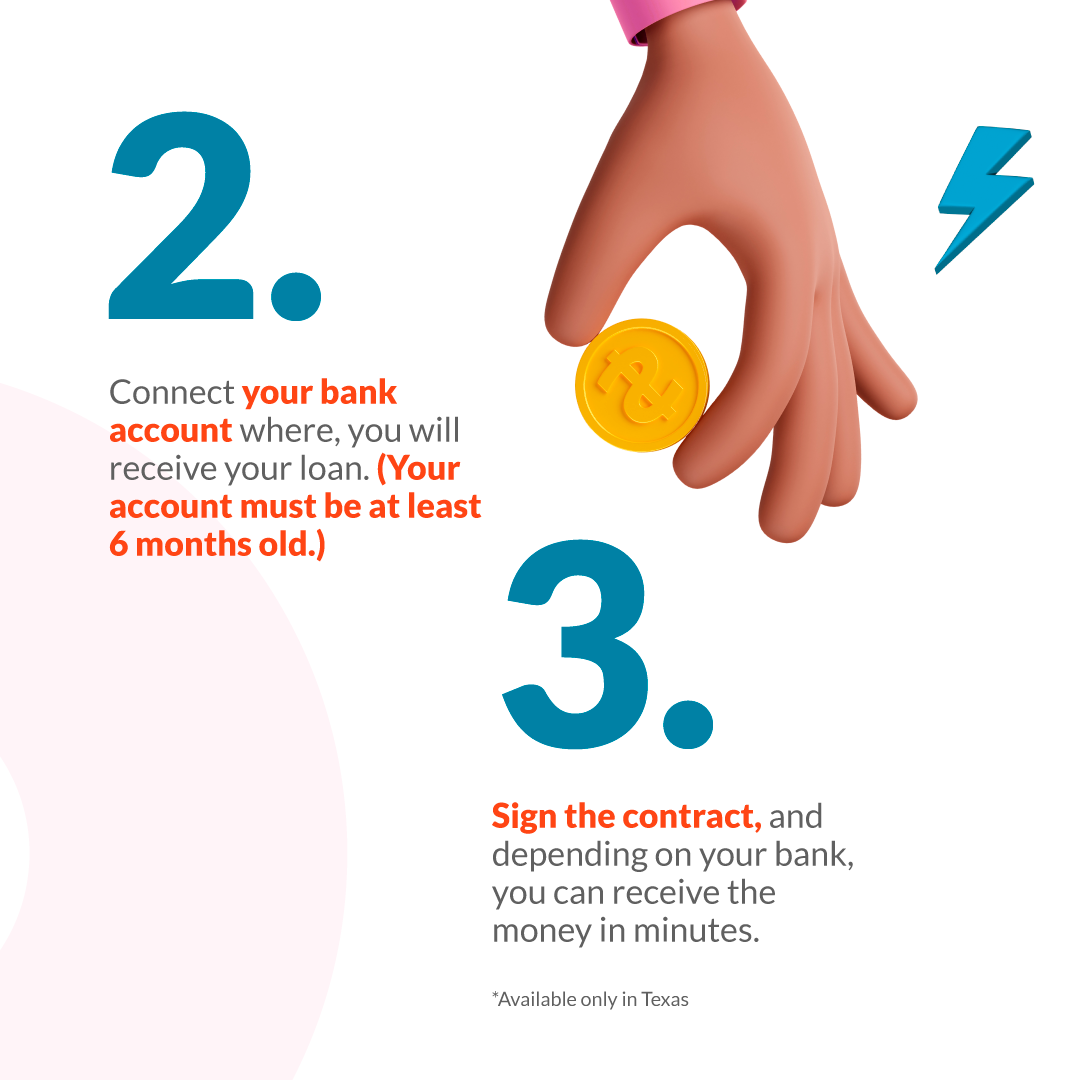 2.
Connect your bank
account where, you will
receive your loan. (Your
account must be at least
6 months old.)
3.
Sign the contract, and
depending on your bank,
you can receive the
money in minutes.
*Available only in Texas